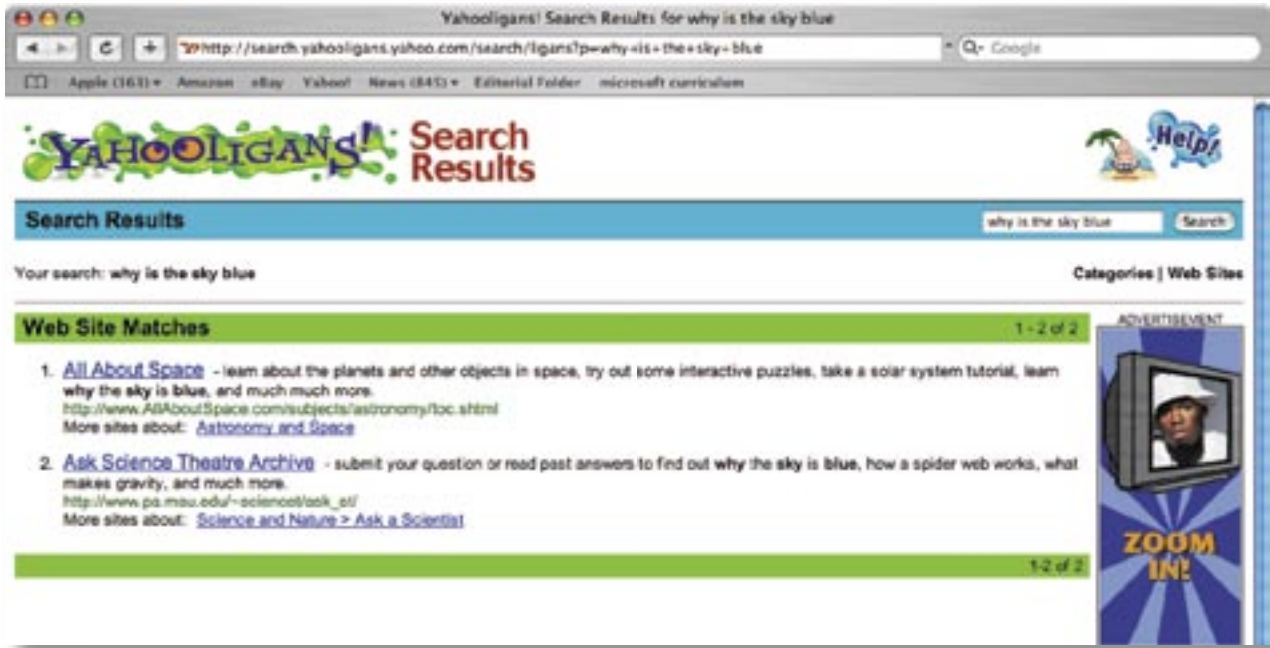 Yahooligans! Search Results for why is the sky blue
http://search.yahooligans.yahoo.com/search/ligans?p=why+is+the+sky+blue
Google
Apple (163) Amazon eBay Yahoo! News (845) Editorial Folder microsoft curriculum
YAHOOLIGANS! Search
Results
Help!
Search Results
why is the sky blue Search
Your search: why is the sky blue
Categories | Web Sites
Web Site Matches 1 - 2 of 2
ADVERTISEMENT
1. All About Space - learn about the planets and other objects in space, try out some interactive puzzles, take a solar system tutorial, learn
why the sky is blue, and much much more.
http://www.AllAboutSpace.com/subjects/astronomy/toc.shtml
More sites about: Astronomy and Space
2. Ask Science Theatre Archive - submit your question or read past answers to find out why the sky is blue, how a spider web works, what
makes gravity, and much more.
http://www.pa.msu.edu/~sciencet/ask_st/
More sites about: Science and Nature > Ask a Scientist
1-2 of 2
ZOOM
IN!